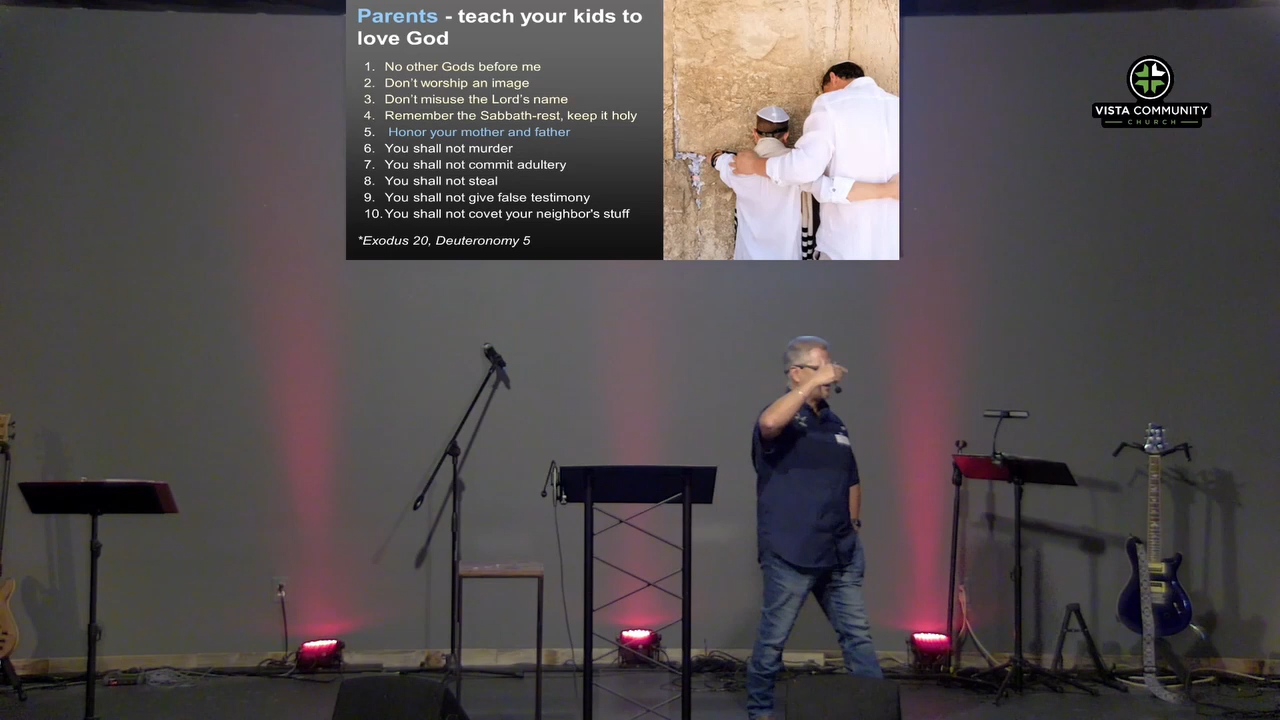 Parents - teach your kids to
love God
1. No other Gods before me
2. Don't worship an image
3. Don't misuse the Lord's name
4. Remember the Sabbath-rest, keep it holy
5. Honor your mother and father
6. You shall not murder
7. You shall not commit adultery
8. You shall not steal
9. You shall not give false testimony
10. You shall not covet your neighbor's stuff
*Exodus 20, Deuteronomy 5
VISTA COMMUNITY
CHURCH